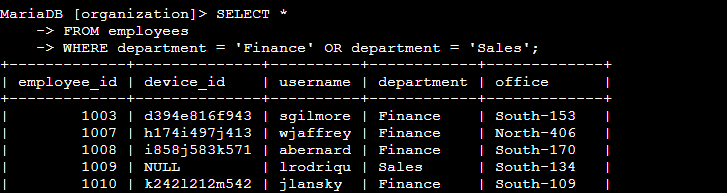 MariaDB [organization]> SELECT *
    -> FROM employees
    -> WHERE department = 'Finance' OR department = 'Sales';
+-------------+--------------+----------+------------+-------------+
| employee_id | device_id    | username | department | office      |
+-------------+--------------+----------+------------+-------------+
|        1003 | d394e816f943 | sgilmore | Finance    | South-153   |
|        1007 | h174i497j413 | wjaffrey | Finance    | North-406   |
|        1008 | i858j583k571 | abernard | Finance    | South-170   |
|        1009 | NULL         | lrodriqu | Sales      | South-134   |
|        1010 | k242l212m542 | jlansky  | Finance    | South-109   |